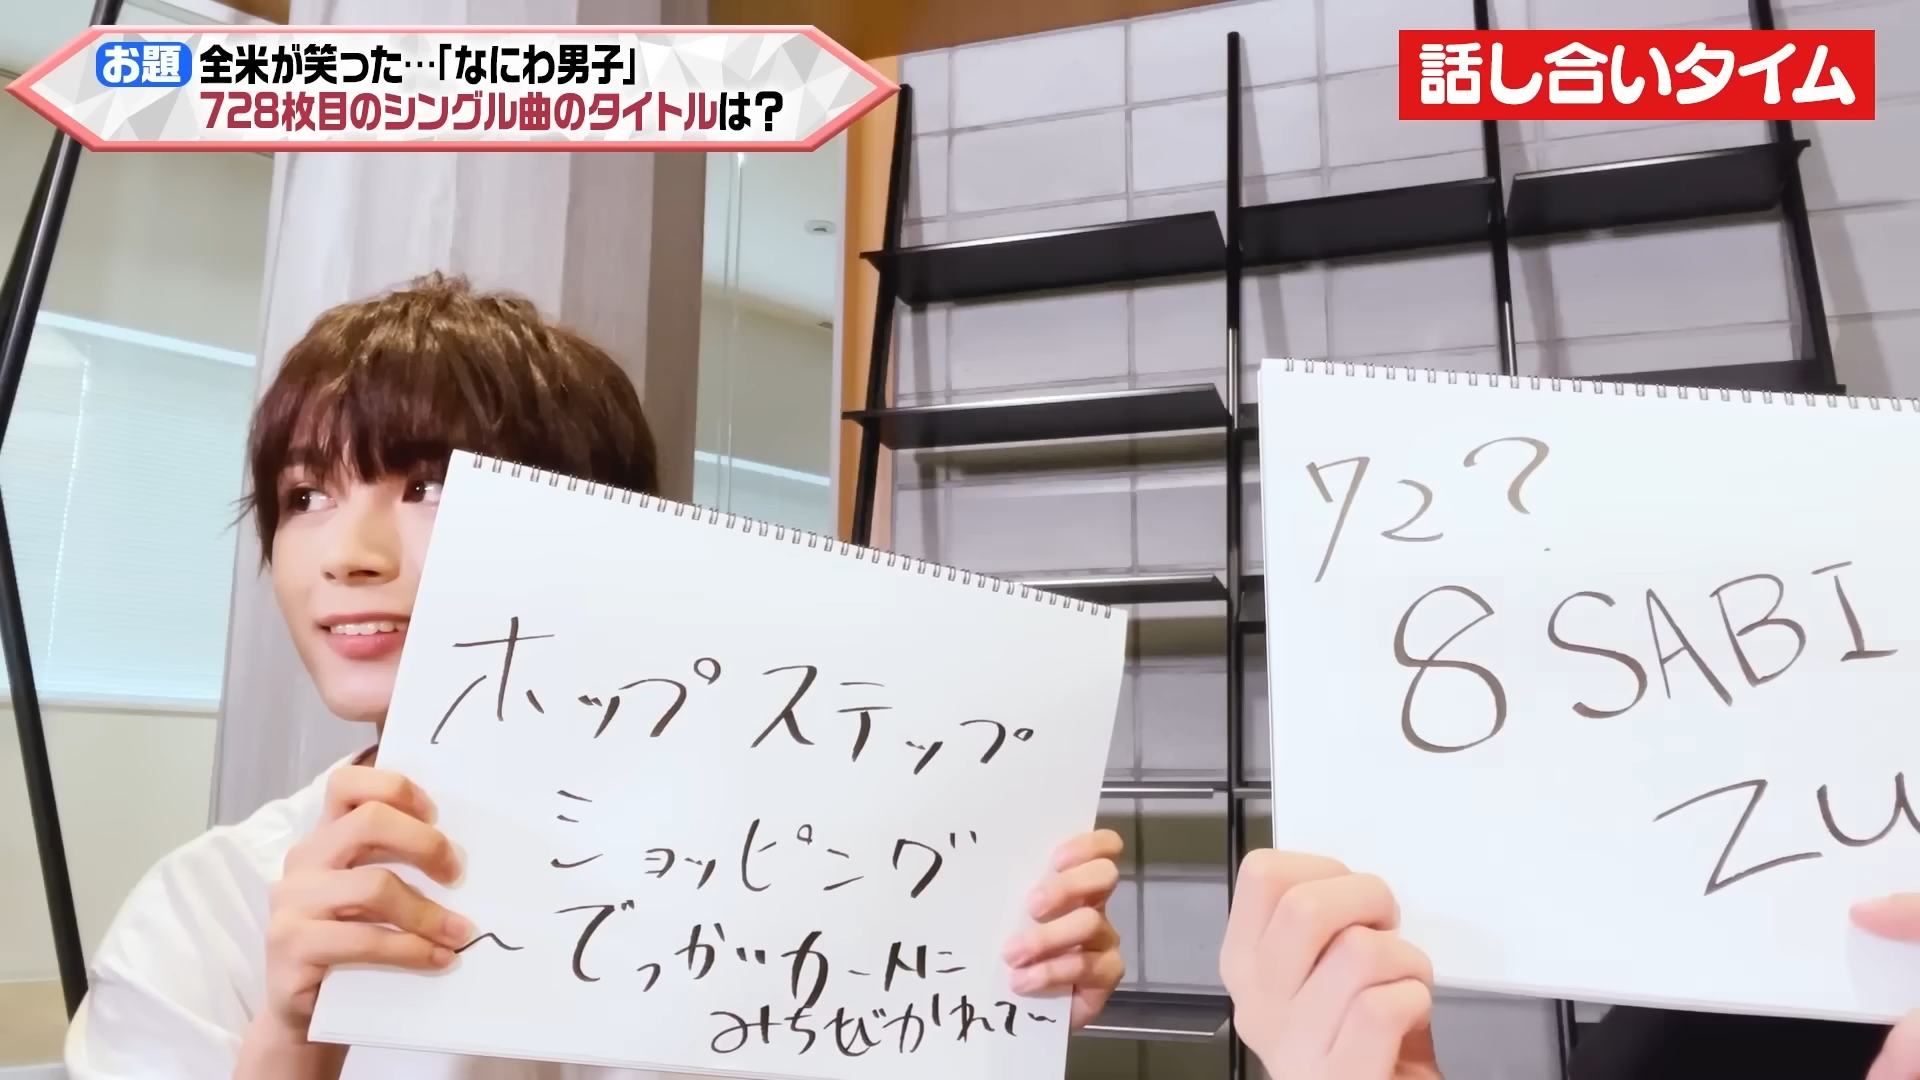 お題 全米が笑った…「なにわ男子」
728枚目のシングル曲のタイトルは？
話し合いタイム
ホップステップ
ショッピング
〜でっかいカートに
みちびかれて〜
72?
8 SABI
ZU